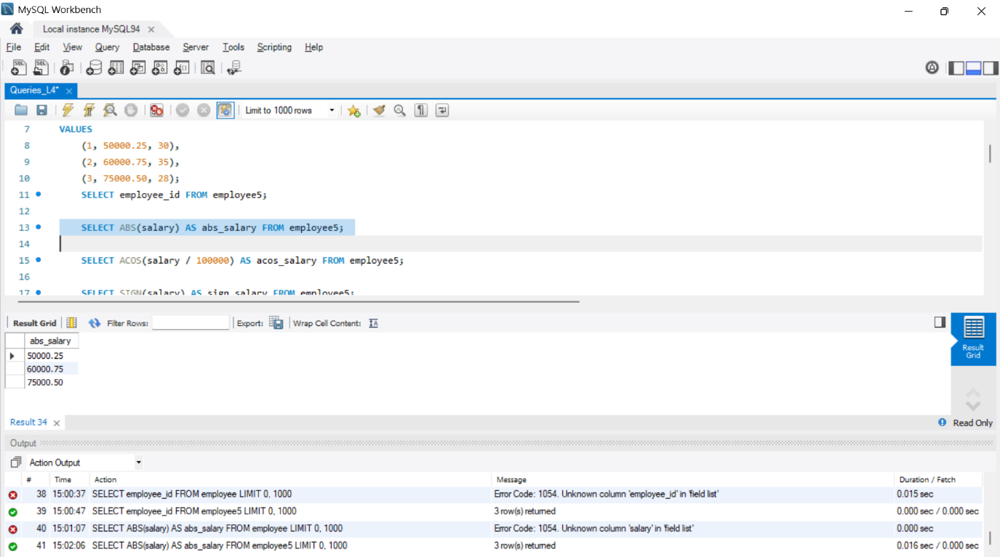 MySQL Workbench
Local instance MySQL94
File Edit View Query Database Server Tools Scripting Help
Queries_L4*
Limit to 1000 rows
7 VALUES
8 (1, 50000.25, 30),
9 (2, 60000.75, 35),
10 (3, 75000.50, 28);
11 SELECT employee_id FROM employee5;
12
13 SELECT ABS(salary) AS abs_salary FROM employee5;
14
15 SELECT ACOS(salary / 100000) AS acos_salary FROM employee5;
16
17 SELECT SIGN(salary) AS sign_salary FROM employee5;
Result Grid Filter Rows: Export: Wrap Cell Content:
abs_salary
50000.25
60000.75
75000.50
Result Grid
Result 34
Read Only
Output
Action Output
# Time Action Message Duration / Fetch
38 15:00:37 SELECT employee_id FROM employee LIMIT 0, 1000 Error Code: 1054. Unknown column 'employee_id' in 'field list' 0.015 sec
39 15:00:47 SELECT employee_id FROM employee5 LIMIT 0, 1000 3 row(s) returned 0.000 sec / 0.000 sec
40 15:01:07 SELECT ABS(salary) AS abs_salary FROM employee LIMIT 0, 1000 Error Code: 1054. Unknown column 'salary' in 'field list' 0.000 sec
41 15:02:06 SELECT ABS(salary) AS abs_salary FROM employee5 LIMIT 0, 1000 3 row(s) returned 0.016 sec / 0.000 sec